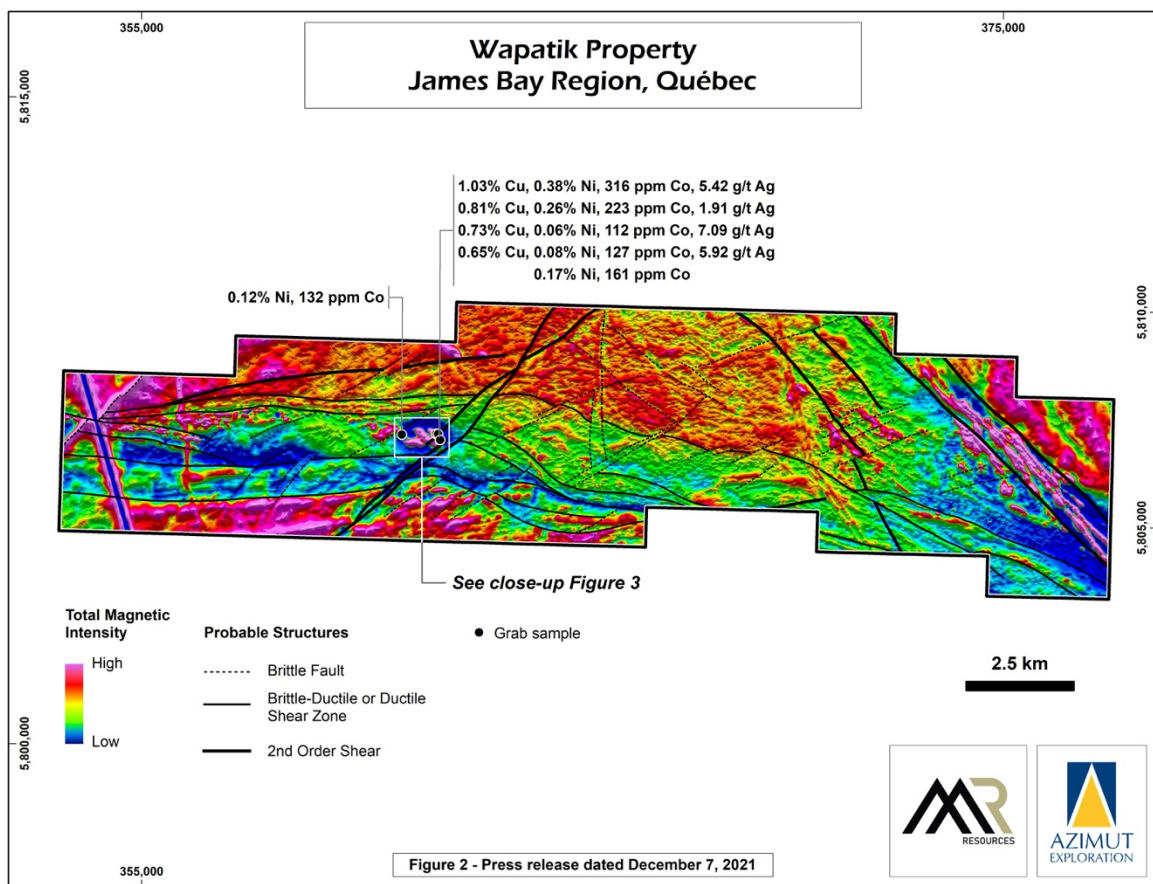 355,000
375,000
Wapatik Property
James Bay Region, Québec
5,815,000
1.03% Cu, 0.38% Ni, 316 ppm Co, 5.42 g/t Ag
0.81% Cu, 0.26% Ni, 223 ppm Co, 1.91 g/t Ag
0.73% Cu, 0.06% Ni, 112 ppm Co, 7.09 g/t Ag
0.65% Cu, 0.08% Ni, 127 ppm Co, 5.92 g/t Ag
0.17% Ni, 161 ppm Co
0.12% Ni, 132 ppm Co
5,810,000
5,805,000
See close-up Figure 3
Total Magnetic
Intensity
High
Low
Probable Structures
Brittle Fault
Brittle-Ductile or Ductile
Shear Zone
2nd Order Shear
Grab sample
2.5 km
5,800,000
MR
RESOURCES
AZIMUT
EXPLORATION
355,000
Figure 2 - Press release dated December 7, 2021